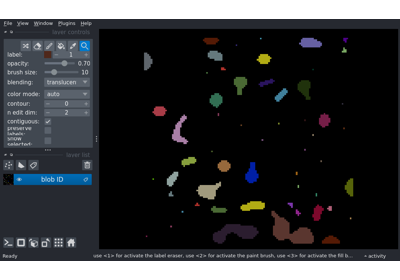 File View Window Plugins Help
layer controls
label: 1
opacity: 0.70
brush size: 10
blending: translucen
color mode: auto
contour: 0
n edit dim: 2
contiguous:
preserve labels:
show selected:
layer list
blob ID
Ready use <1> for activate the label eraser, use <2> for activate the paint brush, use <3> for activate the fill b... activity